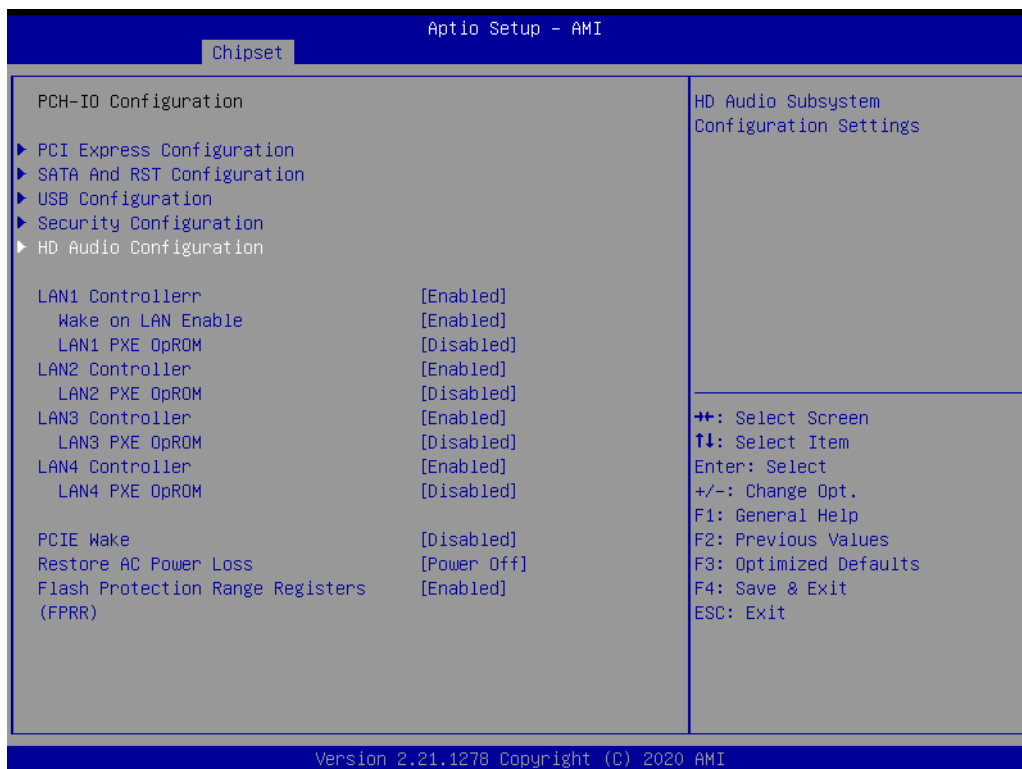 Aptio Setup – AMI
Chipset
PCH-IO Configuration
PCI Express Configuration
SATA And RST Configuration
USB Configuration
Security Configuration
HD Audio Configuration
LAN1 Controllerr [Enabled]
Wake on LAN Enable [Enabled]
LAN1 PXE OpROM [Disabled]
LAN2 Controller [Enabled]
LAN2 PXE OpROM [Disabled]
LAN3 Controller [Enabled]
LAN3 PXE OpROM [Disabled]
LAN4 Controller [Enabled]
LAN4 PXE OpROM [Disabled]
PCIE Wake [Disabled]
Restore AC Power Loss [Power Off]
Flash Protection Range Registers [Enabled]
(FPRR)
HD Audio Subsystem
Configuration Settings
→←: Select Screen
↑↓: Select Item
Enter: Select
+/-: Change Opt.
F1: General Help
F2: Previous Values
F3: Optimized Defaults
F4: Save & Exit
ESC: Exit
Version 2.21.1278 Copyright (C) 2020 AMI